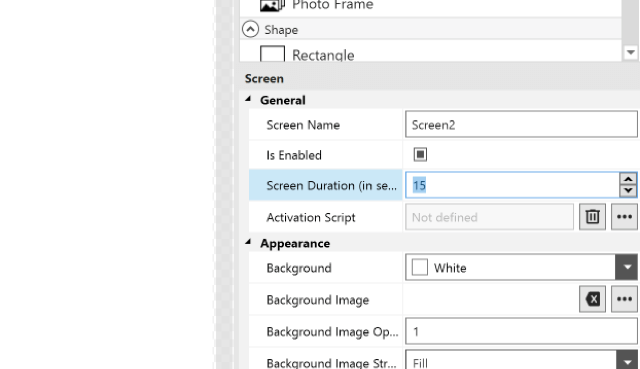 Photo Frame
Shape
Rectangle
Screen
General
Screen Name Screen2
Is Enabled
Screen Duration (in se... 15
Activation Script Not defined
Appearance
Background White
Background Image
Background Image Op... 1
Background Image Str... Fill